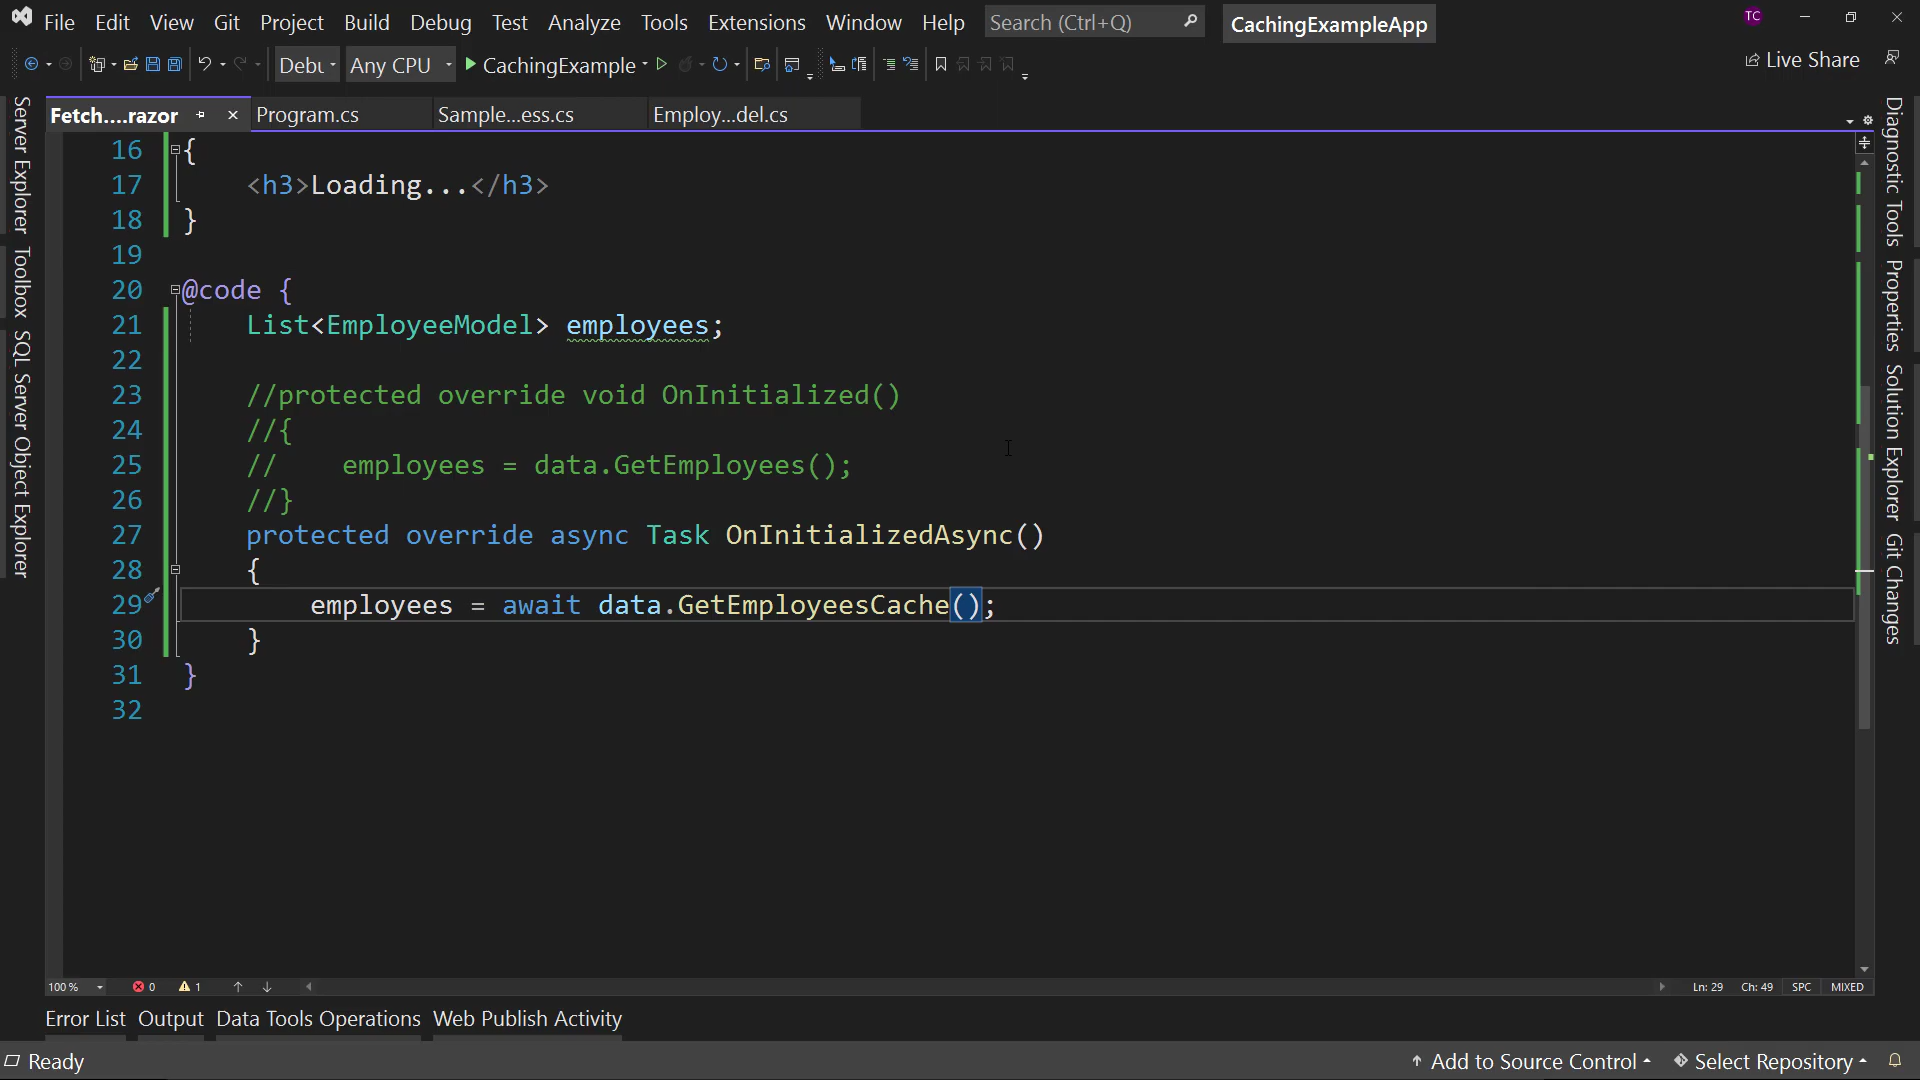 File Edit View Git Project Build Debug Test Analyze Tools Extensions Window Help Search (Ctrl+Q) CachingExampleApp TC
Debu Any CPU CachingExample Live Share
Fetch....razor Program.cs Sample...ess.cs Employ...del.cs
Server Explorer
Toolbox
SQL Server Object Explorer
16 {
17 <h3>Loading...</h3>
18 }
19
20 @code {
21 List<EmployeeModel> employees;
22
23 //protected override void OnInitialized()
24 //{
25 // employees = data.GetEmployees();
26 //}
27 protected override async Task OnInitializedAsync()
28 {
29 employees = await data.GetEmployeesCache();
30 }
31 }
32
Diagnostic Tools
Properties
Solution Explorer
Git Changes
100 % 0 1 Ln: 29 Ch: 49 SPC MIXED
Error List Output Data Tools Operations Web Publish Activity
Ready Add to Source Control Select Repository